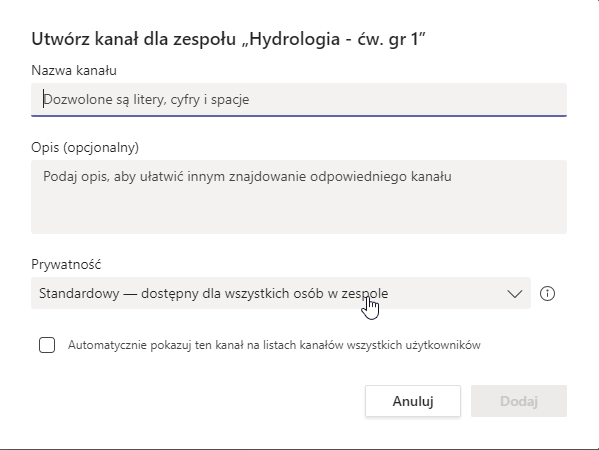 Utwórz kanał dla zespołu „Hydrologia - ćw. gr 1”
Nazwa kanału
Dozwolone są litery, cyfry i spacje
Opis (opcjonalny)
Podaj opis, aby ułatwić innym znajdowanie odpowiedniego kanału
Prywatność
Standardowy — dostępny dla wszystkich osób w zespole
Automatycznie pokazuj ten kanał na listach kanałów wszystkich użytkowników
Anuluj
Dodaj